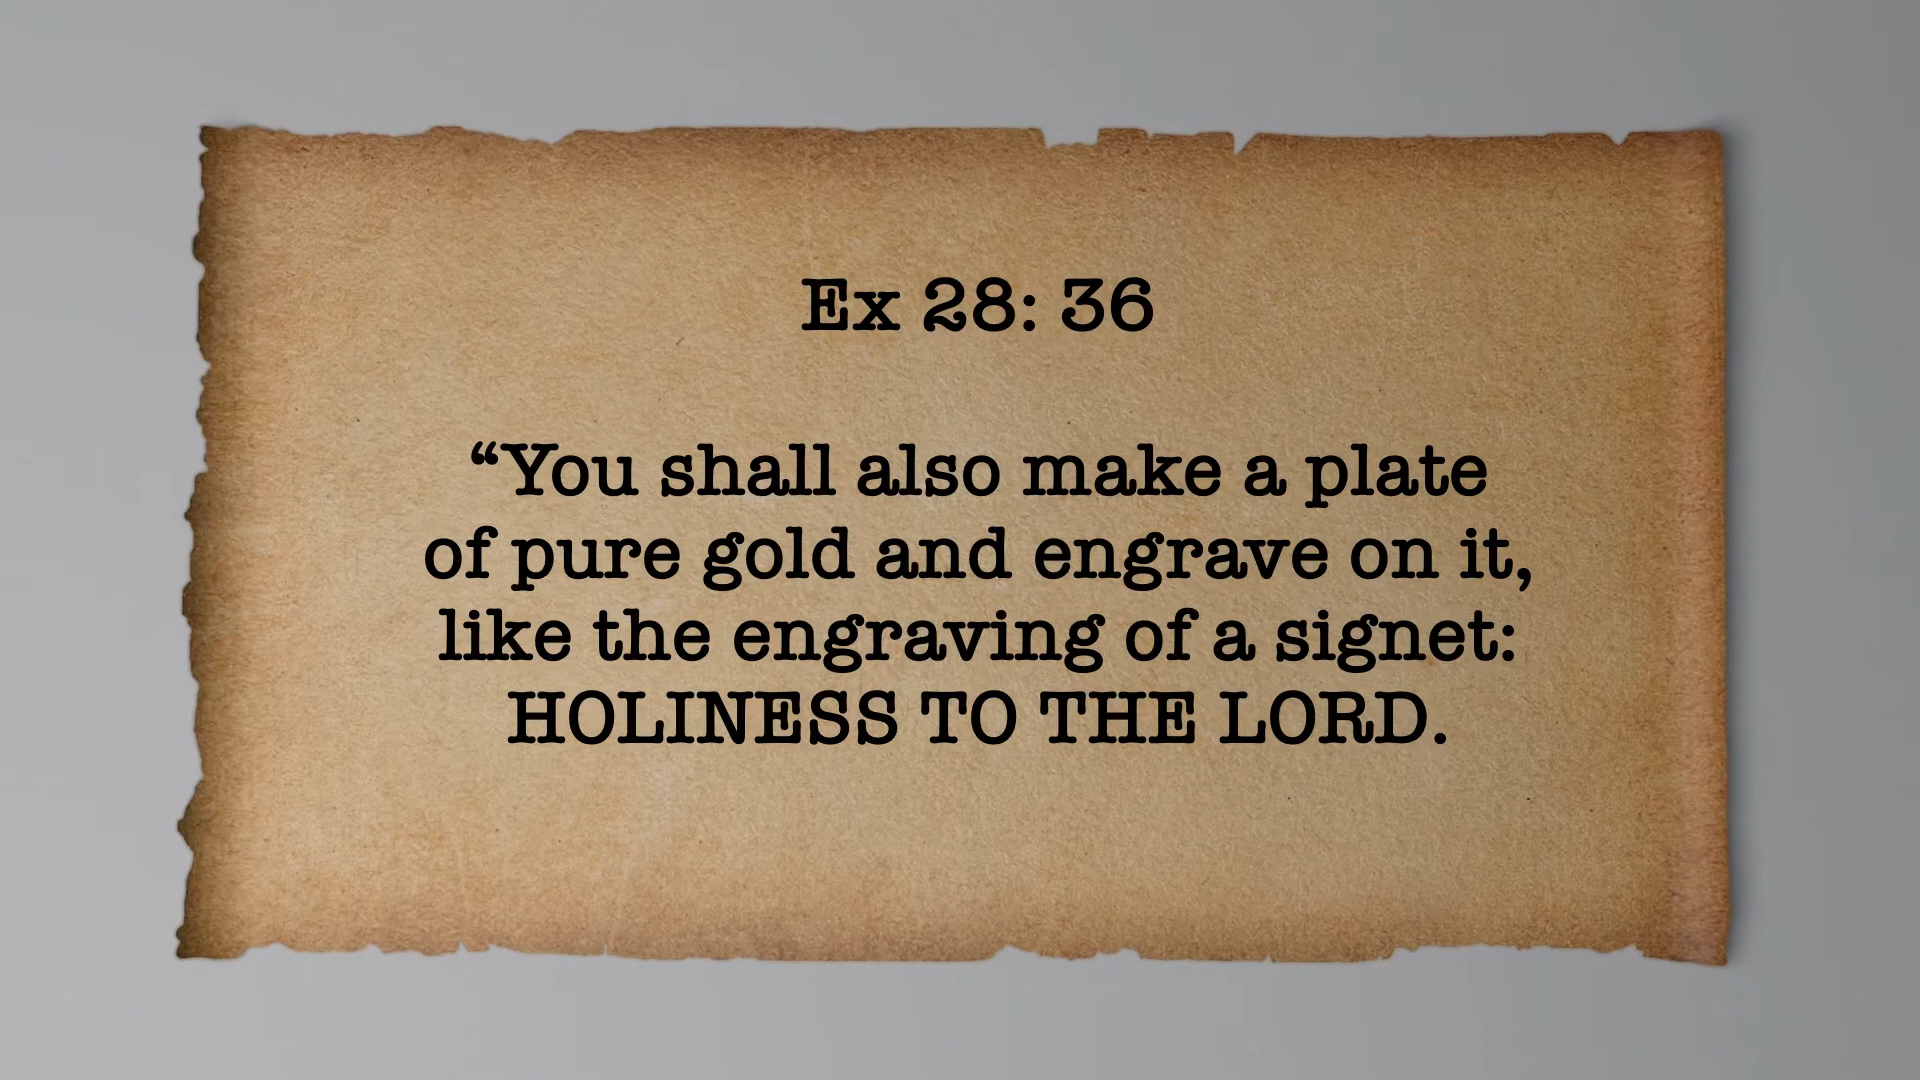 Ex 28: 36
“You shall also make a plate
of pure gold and engrave on it,
like the engraving of a signet:
HOLINESS TO THE LORD.